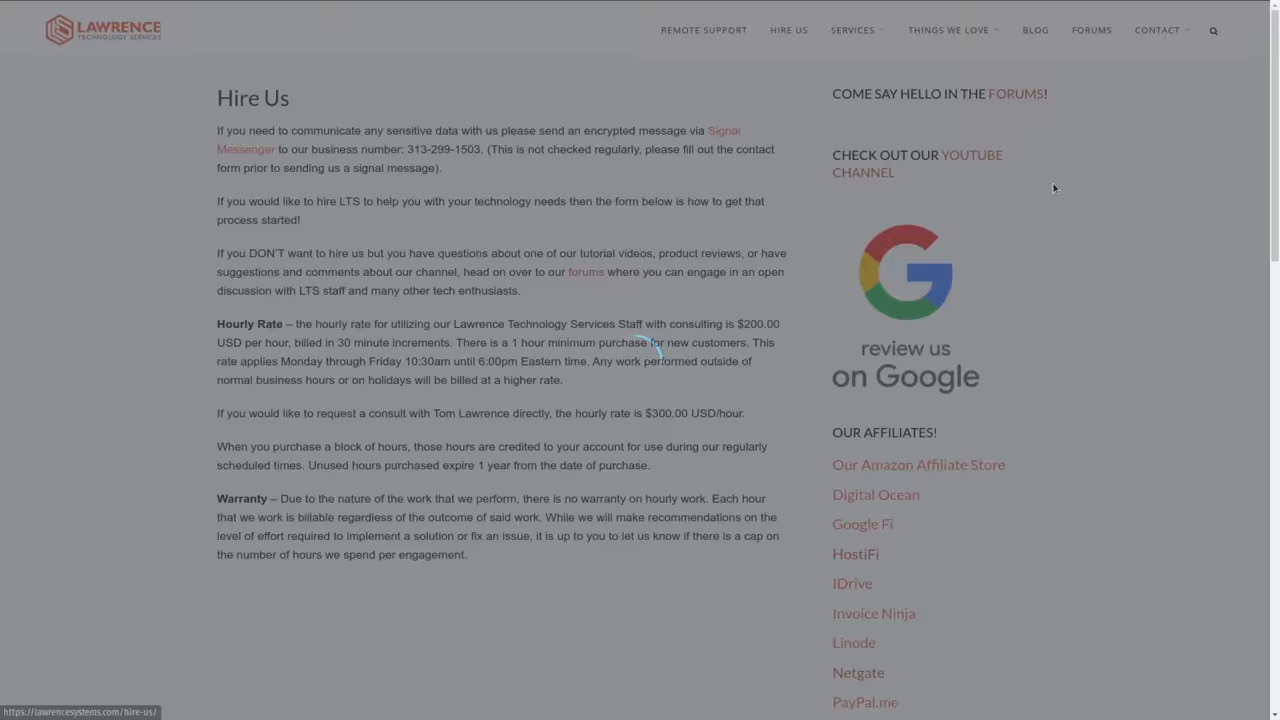 LAWRENCE
TECHNOLOGY SERVICES
REMOTE SUPPORT
HIRE US
SERVICES
THINGS WE LOVE
BLOG
FORUMS
CONTACT
Hire Us
If you need to communicate any sensitive data with us please send an encrypted message via Signal
Messenger to our business number: 313-299-1503. (This is not checked regularly, please fill out the contact
form prior to sending us a signal message).
If you would like to hire LTS to help you with your technology needs then the form below is how to get that
process started!
If you DON'T want to hire us but you have questions about one of our tutorial videos, product reviews, or have
suggestions and comments about our channel, head on over to our forums where you can engage in an open
discussion with LTS staff and many other tech enthusiasts.
Hourly Rate – the hourly rate for utilizing our Lawrence Technology Services Staff with consulting is $200.00
USD per hour, billed in 30 minute increments. There is a 1 hour minimum purchase for new customers. This
rate applies Monday through Friday 10:30am until 6:00pm Eastern time. Any work performed outside of
normal business hours or on holidays will be billed at a higher rate.
If you would like to request a consult with Tom Lawrence directly, the hourly rate is $300.00 USD/hour.
When you purchase a block of hours, those hours are credited to your account for use during our regularly
scheduled times. Unused hours purchased expire 1 year from the date of purchase.
Warranty – Due to the nature of the work that we perform, there is no warranty on hourly work. Each hour
that we work is billable regardless of the outcome of said work. While we will make recommendations on the
level of effort required to implement a solution or fix an issue, it is up to you to let us know if there is a cap on
the number of hours we spend per engagement.
COME SAY HELLO IN THE FORUMS!
CHECK OUT OUR YOUTUBE
CHANNEL
review us
on Google
OUR AFFILIATES!
Our Amazon Affiliate Store
Digital Ocean
Google Fi
HostiFi
IDrive
Invoice Ninja
Linode
Netgate
PayPal.me
https://lawrencesystems.com/hire-us/